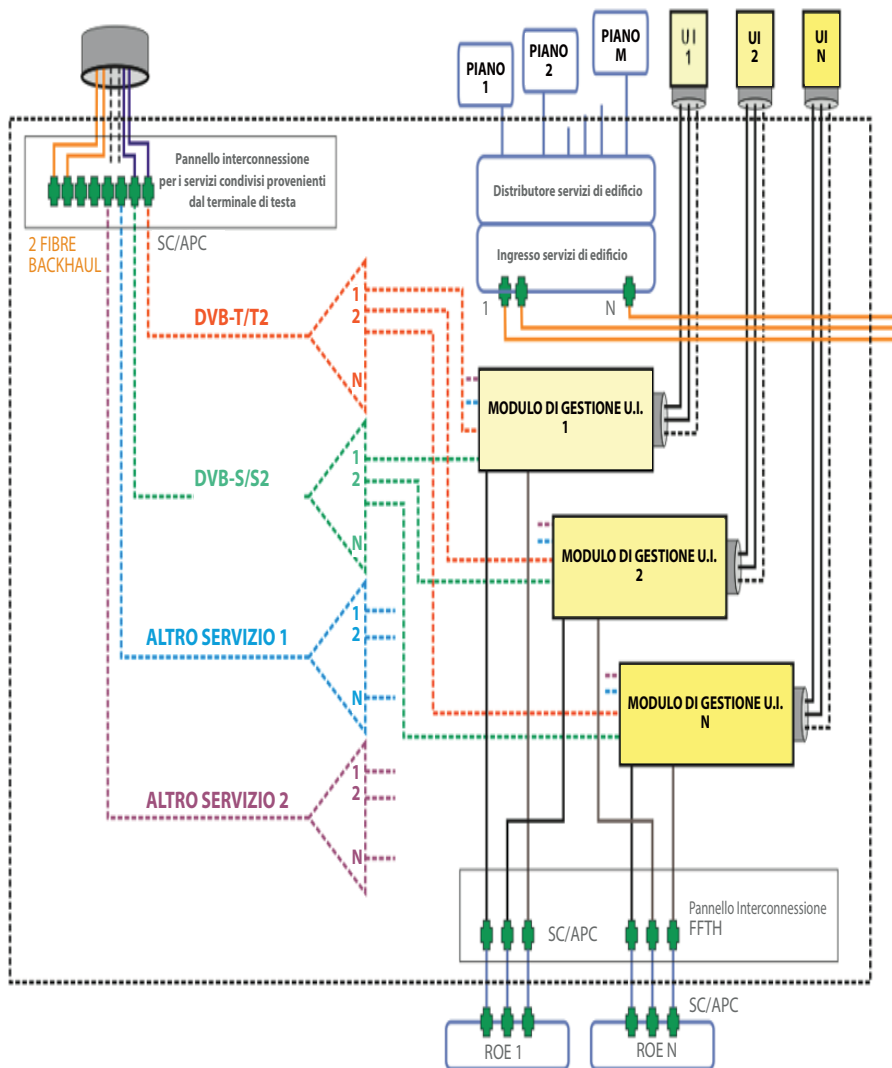 PIANO
1
PIANO
2
PIANO
M
UI
1
UI
2
UI
N
Pannello interconnessione
per i servizi condivisi provenienti
dal terminale di testa
2 FIBRE
BACKHAUL
SC/APC
Distributore servizi di edificio
Ingresso servizi di edificio
1
N
DVB-T/T2
1
2
N
MODULO DI GESTIONE U.I.
1
DVB-S/S2
1
2
N
MODULO DI GESTIONE U.I.
2
ALTRO SERVIZIO 1
1
2
N
MODULO DI GESTIONE U.I.
N
ALTRO SERVIZIO 2
1
2
N
SC/APC
Pannello Interconnessione
FFTH
SC/APC
ROE 1
ROE N